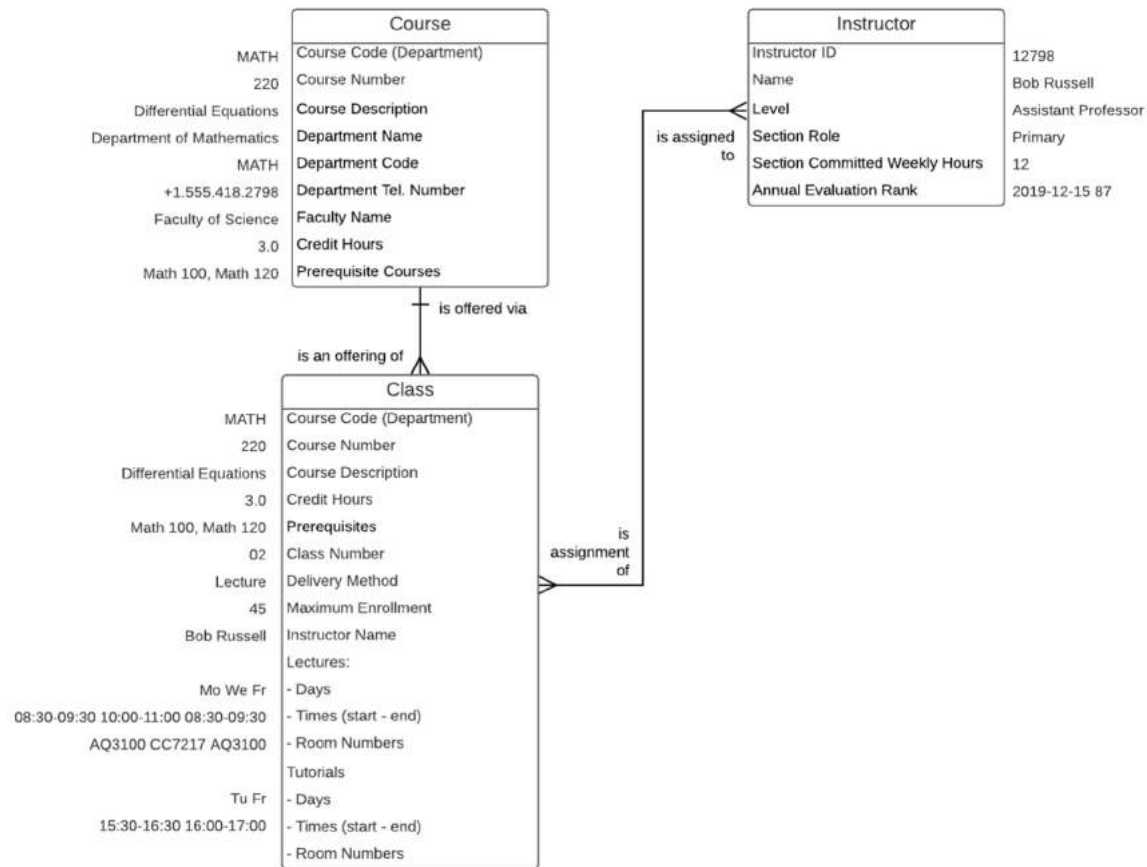 Course
MATH Course Code (Department)
220 Course Number
Differential Equations Course Description
Department of Mathematics Department Name
MATH Department Code
+1.555.418.2798 Department Tel. Number
Faculty of Science Faculty Name
3.0 Credit Hours
Math 100, Math 120 Prerequisite Courses
Instructor
Instructor ID 12798
Name Bob Russell
Level Assistant Professor
Section Role Primary
Section Committed Weekly Hours 12
Annual Evaluation Rank 2019-12-15 87
is assigned
to
is offered via
is an offering of
Class
MATH Course Code (Department)
220 Course Number
Differential Equations Course Description
3.0 Credit Hours
Math 100, Math 120 Prerequisites
02 Class Number
Lecture Delivery Method
45 Maximum Enrollment
Bob Russell Instructor Name
Lectures:
Mo We Fr - Days
08:30-09:30 10:00-11:00 08:30-09:30 - Times (start - end)
AQ3100 CC7217 AQ3100 - Room Numbers
Tutorials
Tu Fr - Days
15:30-16:30 16:00-17:00 - Times (start - end)
- Room Numbers
is
assignment
of